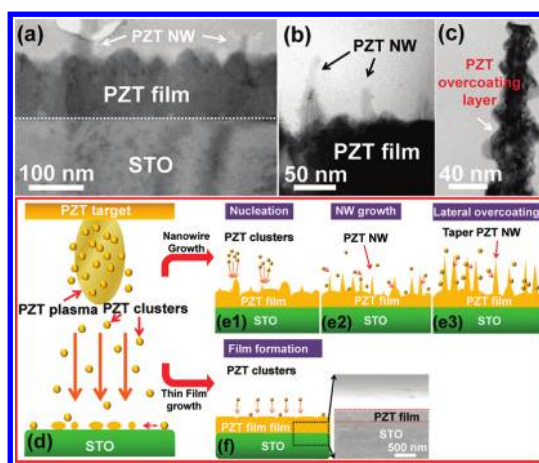 (a)
PZT NW
PZT film
100 nm
STO
(b)
PZT NW
50 nm
PZT film
(c)
PZT
overcoating
layer
40 nm
PZT target
PZT plasma
PZT clusters
(d)
STO
Nanowire
Growth
Thin Film
growth
Nucleation
PZT clusters
PZT film
STO
(e1)
NW growth
PZT NW
PZT film
STO
(e2)
Lateral overcoating
Taper PZT NW
PZT film
STO
(e3)
Film formation
PZT clusters
PZT film film
STO
(f)
PZT film
STO
500 nm